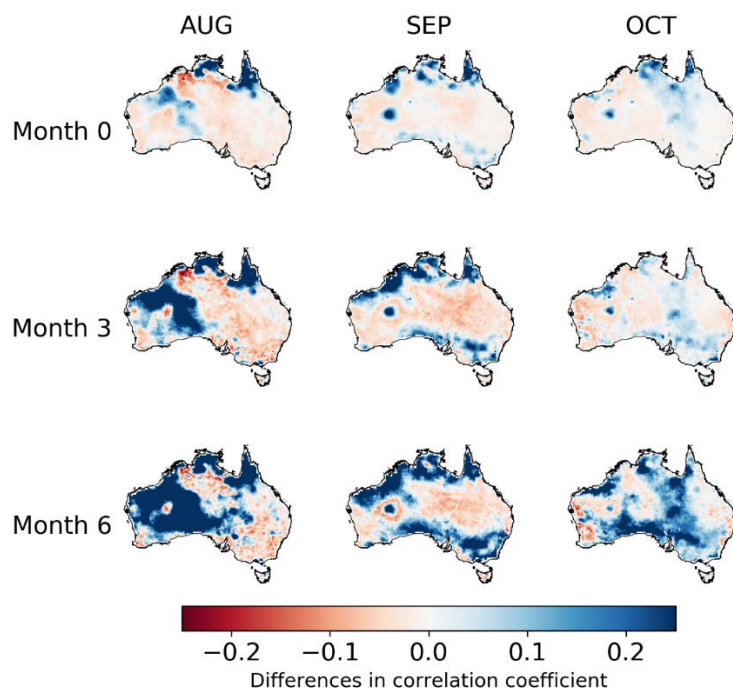 AUG SEP OCT
Month 0
Month 3
Month 6
−0.2 −0.1 0.0 0.1 0.2
Differences in correlation coefficient